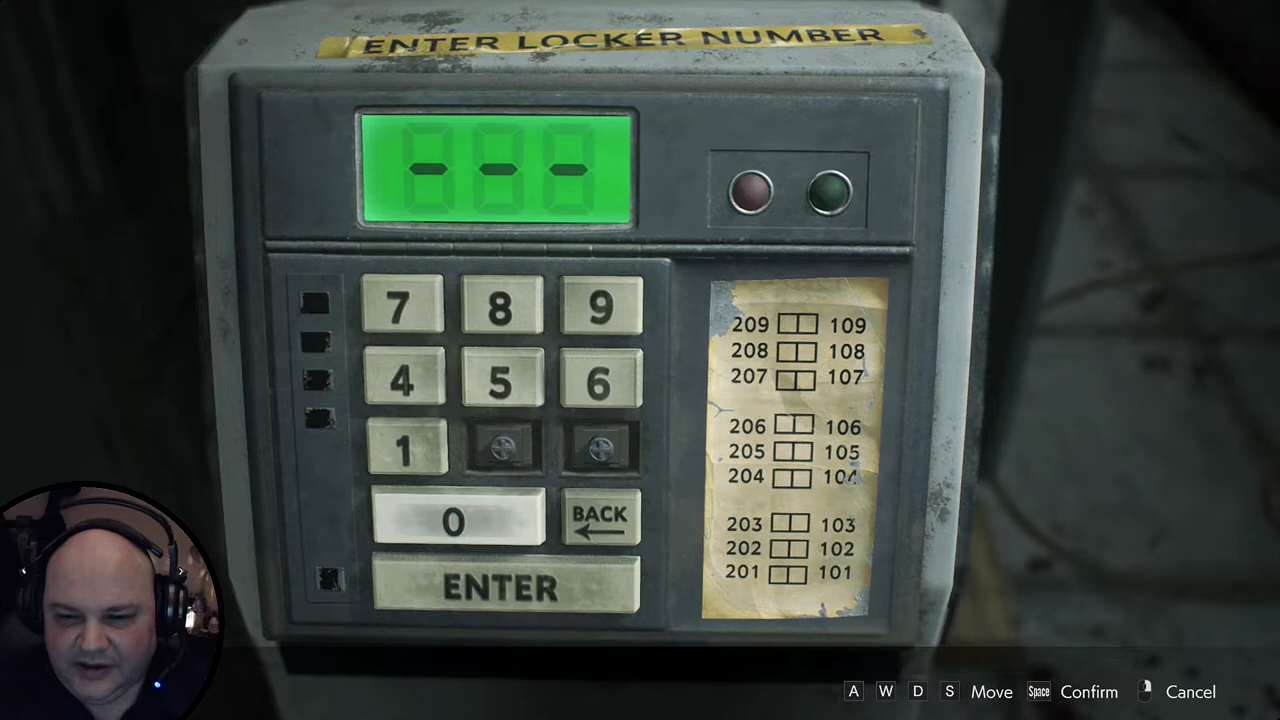 ENTER LOCKER NUMBER
7 8 9
4 5 6
1
0 BACK
ENTER
209 109
208 108
207 107
206 106
205 105
204 104
203 103
202 102
201 101
A W D S Move Space Confirm Cancel